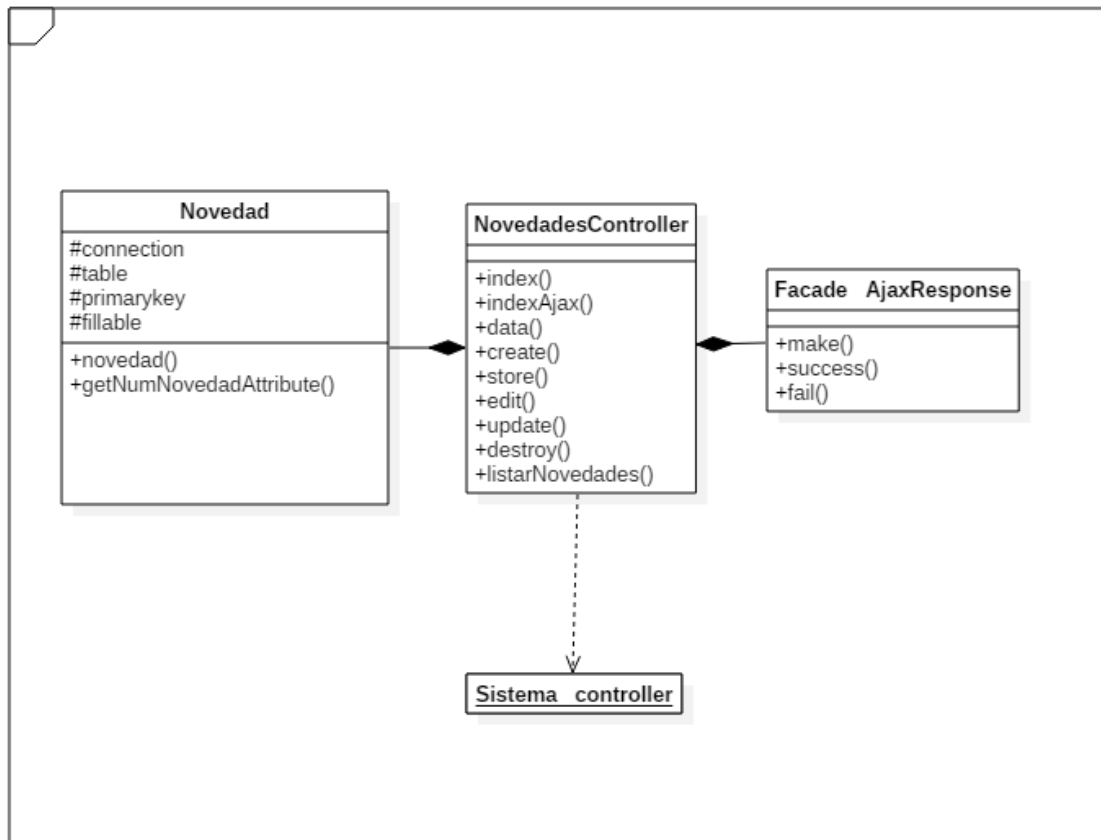 Novedad
#connection
#table
#primarykey
#fillable
+novedad()
+getNumNovedadAttribute()
NovedadesController
+index()
+indexAjax()
+data()
+create()
+store()
+edit()
+update()
+destroy()
+listarNovedades()
Facade AjaxResponse
+make()
+success()
+fail()
Sistema controller